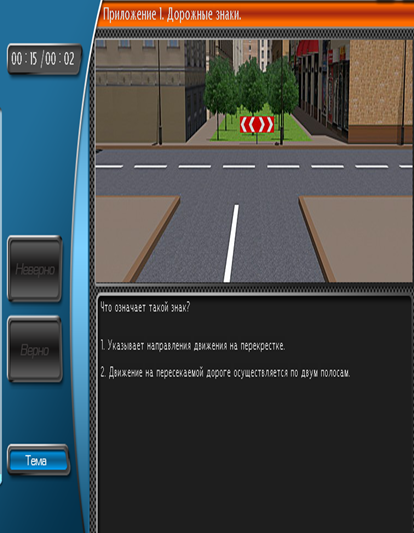 Приложение 1. Дорожные знаки.
00 : 15 /00 : 02
Неверно
Верно
Тема
Что означает такой знак?
1. Указывает направления движения на перекрестке.
2. Движение на пересекаемой дороге осуществляется по двум полосам.